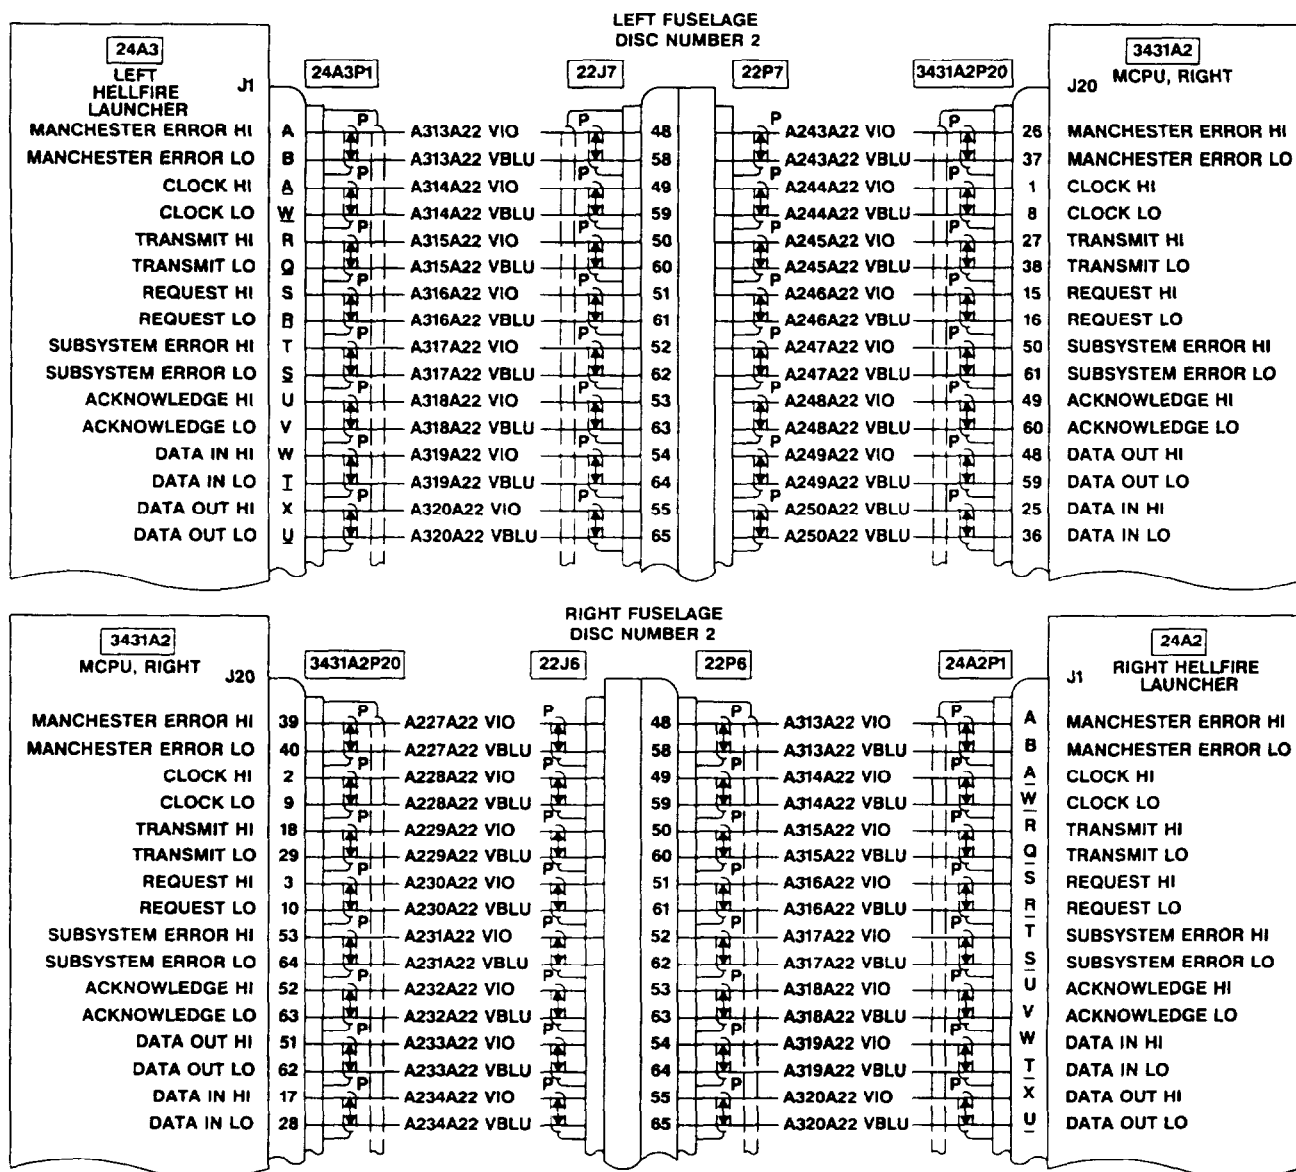 LEFT FUSELAGE
DISC NUMBER 2
24A3
LEFT
HELLFIRE
LAUNCHER
J1
24A3P1
22J7
22P7
3431A2P20
J20
3431A2
MCPU, RIGHT
MANCHESTER ERROR HI A P A313A22 VIO P 48 P A243A22 VIO P 26 MANCHESTER ERROR HI
MANCHESTER ERROR LO B A313A22 VBLU 58 A243A22 VBLU 37 MANCHESTER ERROR LO
CLOCK HI A P A314A22 VIO P 49 P A244A22 VIO P 1 CLOCK HI
CLOCK LO W A314A22 VBLU 59 A244A22 VBLU 8 CLOCK LO
TRANSMIT HI R P A315A22 VIO P 50 P A245A22 VIO P 27 TRANSMIT HI
TRANSMIT LO Q A315A22 VBLU 60 A245A22 VBLU 38 TRANSMIT LO
REQUEST HI S P A316A22 VIO P 51 P A246A22 VIO P 15 REQUEST HI
REQUEST LO R A316A22 VBLU 61 A246A22 VBLU 16 REQUEST LO
SUBSYSTEM ERROR HI T P A317A22 VIO P 52 P A247A22 VIO P 50 SUBSYSTEM ERROR HI
SUBSYSTEM ERROR LO S A317A22 VBLU 62 A247A22 VBLU 61 SUBSYSTEM ERROR LO
ACKNOWLEDGE HI U P A318A22 VIO P 53 P A248A22 VIO P 49 ACKNOWLEDGE HI
ACKNOWLEDGE LO V A318A22 VBLU 63 A248A22 VBLU 60 ACKNOWLEDGE LO
DATA IN HI W P A319A22 VIO P 54 P A249A22 VIO P 48 DATA OUT HI
DATA IN LO T A319A22 VBLU 64 A249A22 VBLU 59 DATA OUT LO
DATA OUT HI X P A320A22 VIO P 55 P A250A22 VIO P 25 DATA IN HI
DATA OUT LO U A320A22 VBLU 65 A250A22 VBLU 36 DATA IN LO
RIGHT FUSELAGE
DISC NUMBER 2
3431A2
MCPU, RIGHT
J20
3431A2P20
22J6
22P6
24A2P1
J1
24A2
RIGHT HELLFIRE
LAUNCHER
MANCHESTER ERROR HI 39 P A227A22 VIO P 48 P A313A22 VIO P A MANCHESTER ERROR HI
MANCHESTER ERROR LO 40 A227A22 VBLU 58 A313A22 VBLU B MANCHESTER ERROR LO
CLOCK HI 2 P A228A22 VIO P 49 P A314A22 VIO P A CLOCK HI
CLOCK LO 9 A228A22 VBLU 59 A314A22 VBLU W CLOCK LO
TRANSMIT HI 18 P A229A22 VIO P 50 P A315A22 VIO P R TRANSMIT HI
TRANSMIT LO 29 A229A22 VBLU 60 A315A22 VBLU Q TRANSMIT LO
REQUEST HI 3 P A230A22 VIO P 51 P A316A22 VIO P S REQUEST HI
REQUEST LO 10 A230A22 VBLU 61 A316A22 VBLU R REQUEST LO
SUBSYSTEM ERROR HI 53 P A231A22 VIO P 52 P A317A22 VIO P T SUBSYSTEM ERROR HI
SUBSYSTEM ERROR LO 64 A231A22 VBLU 62 A317A22 VBLU S SUBSYSTEM ERROR LO
ACKNOWLEDGE HI 52 P A232A22 VIO P 53 P A318A22 VIO P U ACKNOWLEDGE HI
ACKNOWLEDGE LO 63 A232A22 VBLU 63 A318A22 VBLU V ACKNOWLEDGE LO
DATA OUT HI 51 P A233A22 VIO P 54 P A319A22 VIO P W DATA IN HI
DATA OUT LO 62 A233A22 VBLU 64 A319A22 VBLU T DATA IN LO
DATA IN HI 17 P A234A22 VIO P 55 P A320A22 VIO P X DATA OUT HI
DATA IN LO 28 A234A22 VBLU 65 A320A22 VBLU U DATA OUT LO